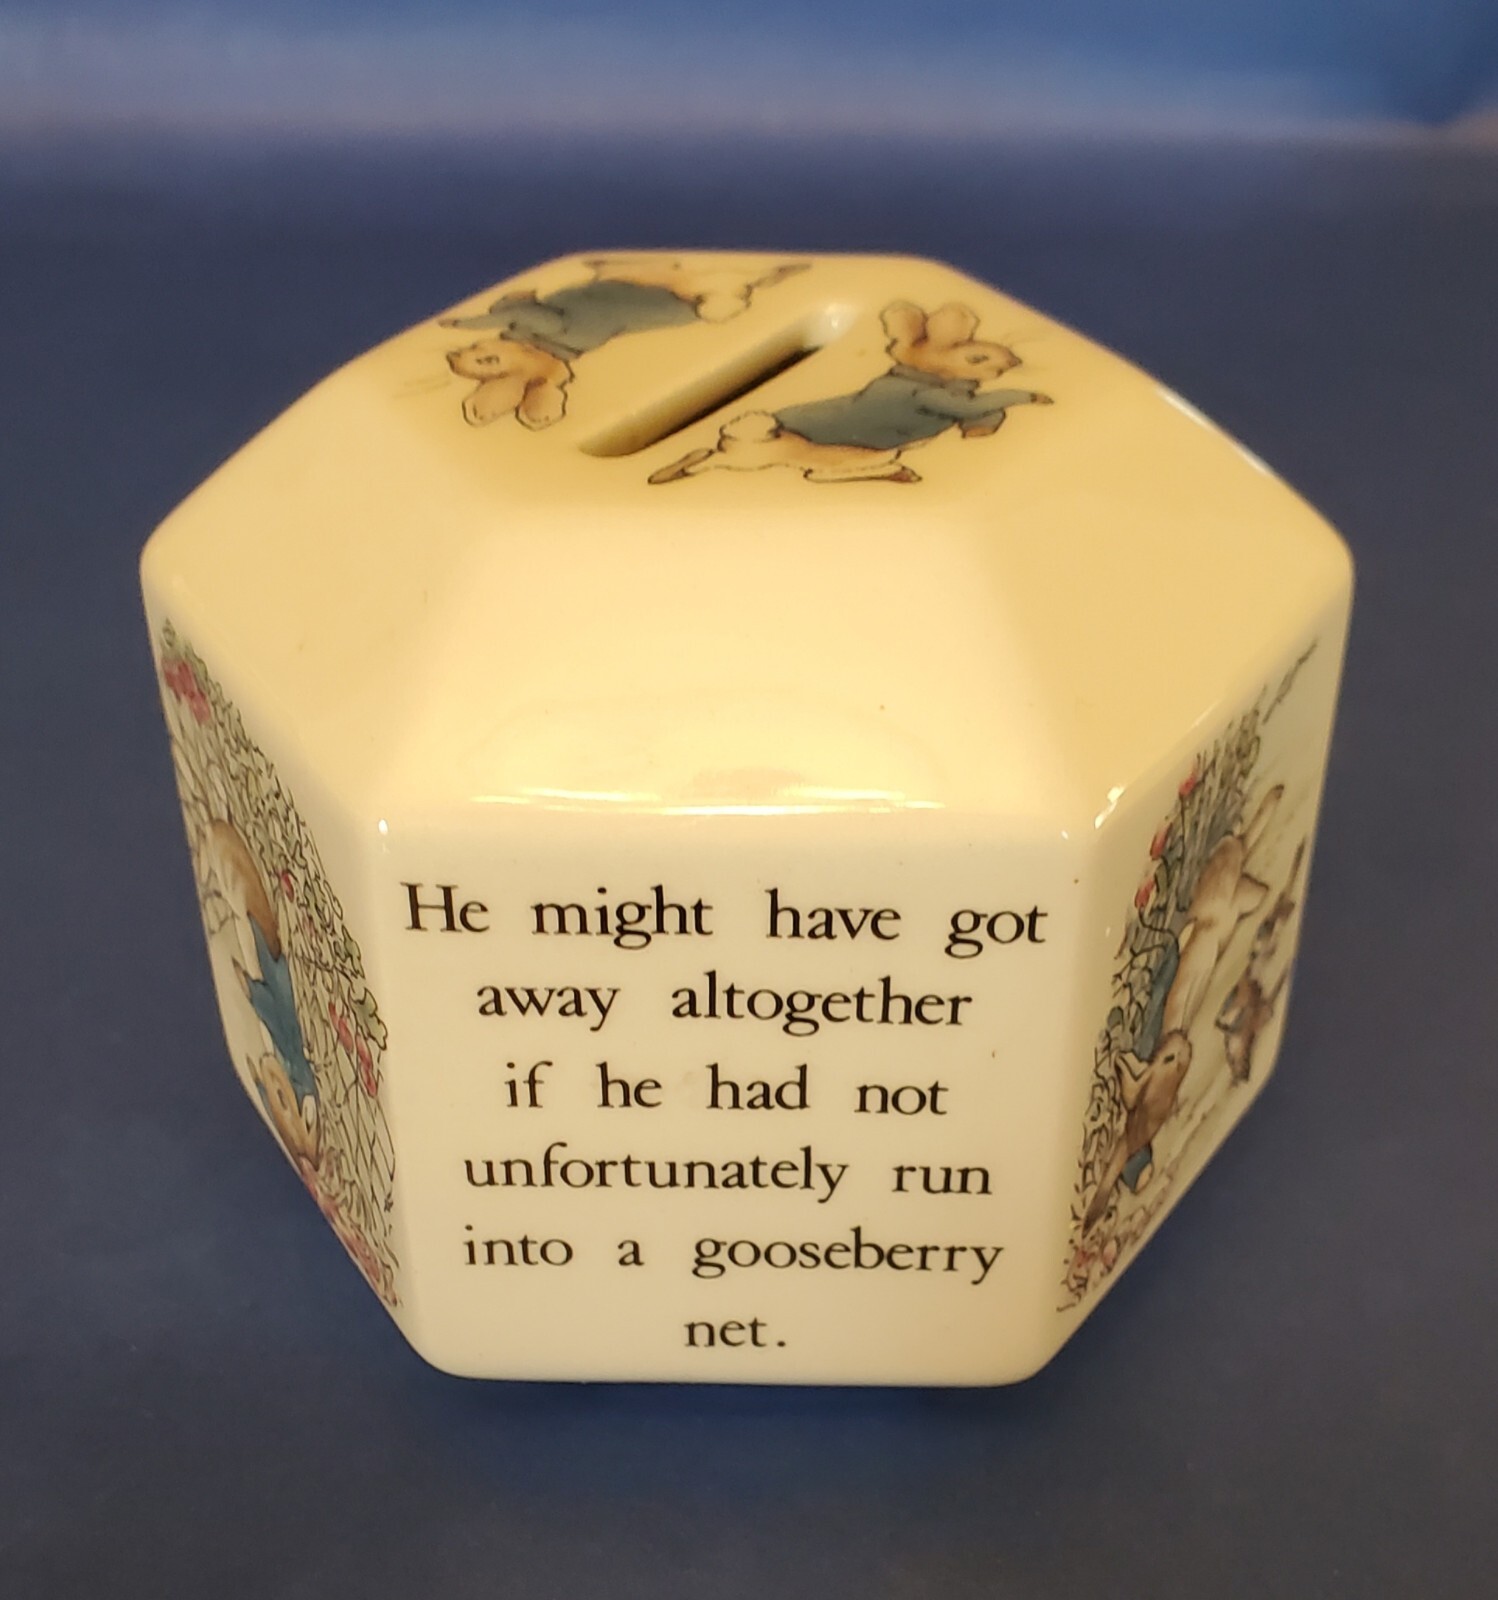 He might have got
away altogether
if he had not
unfortunately run
into a gooseberry
net.